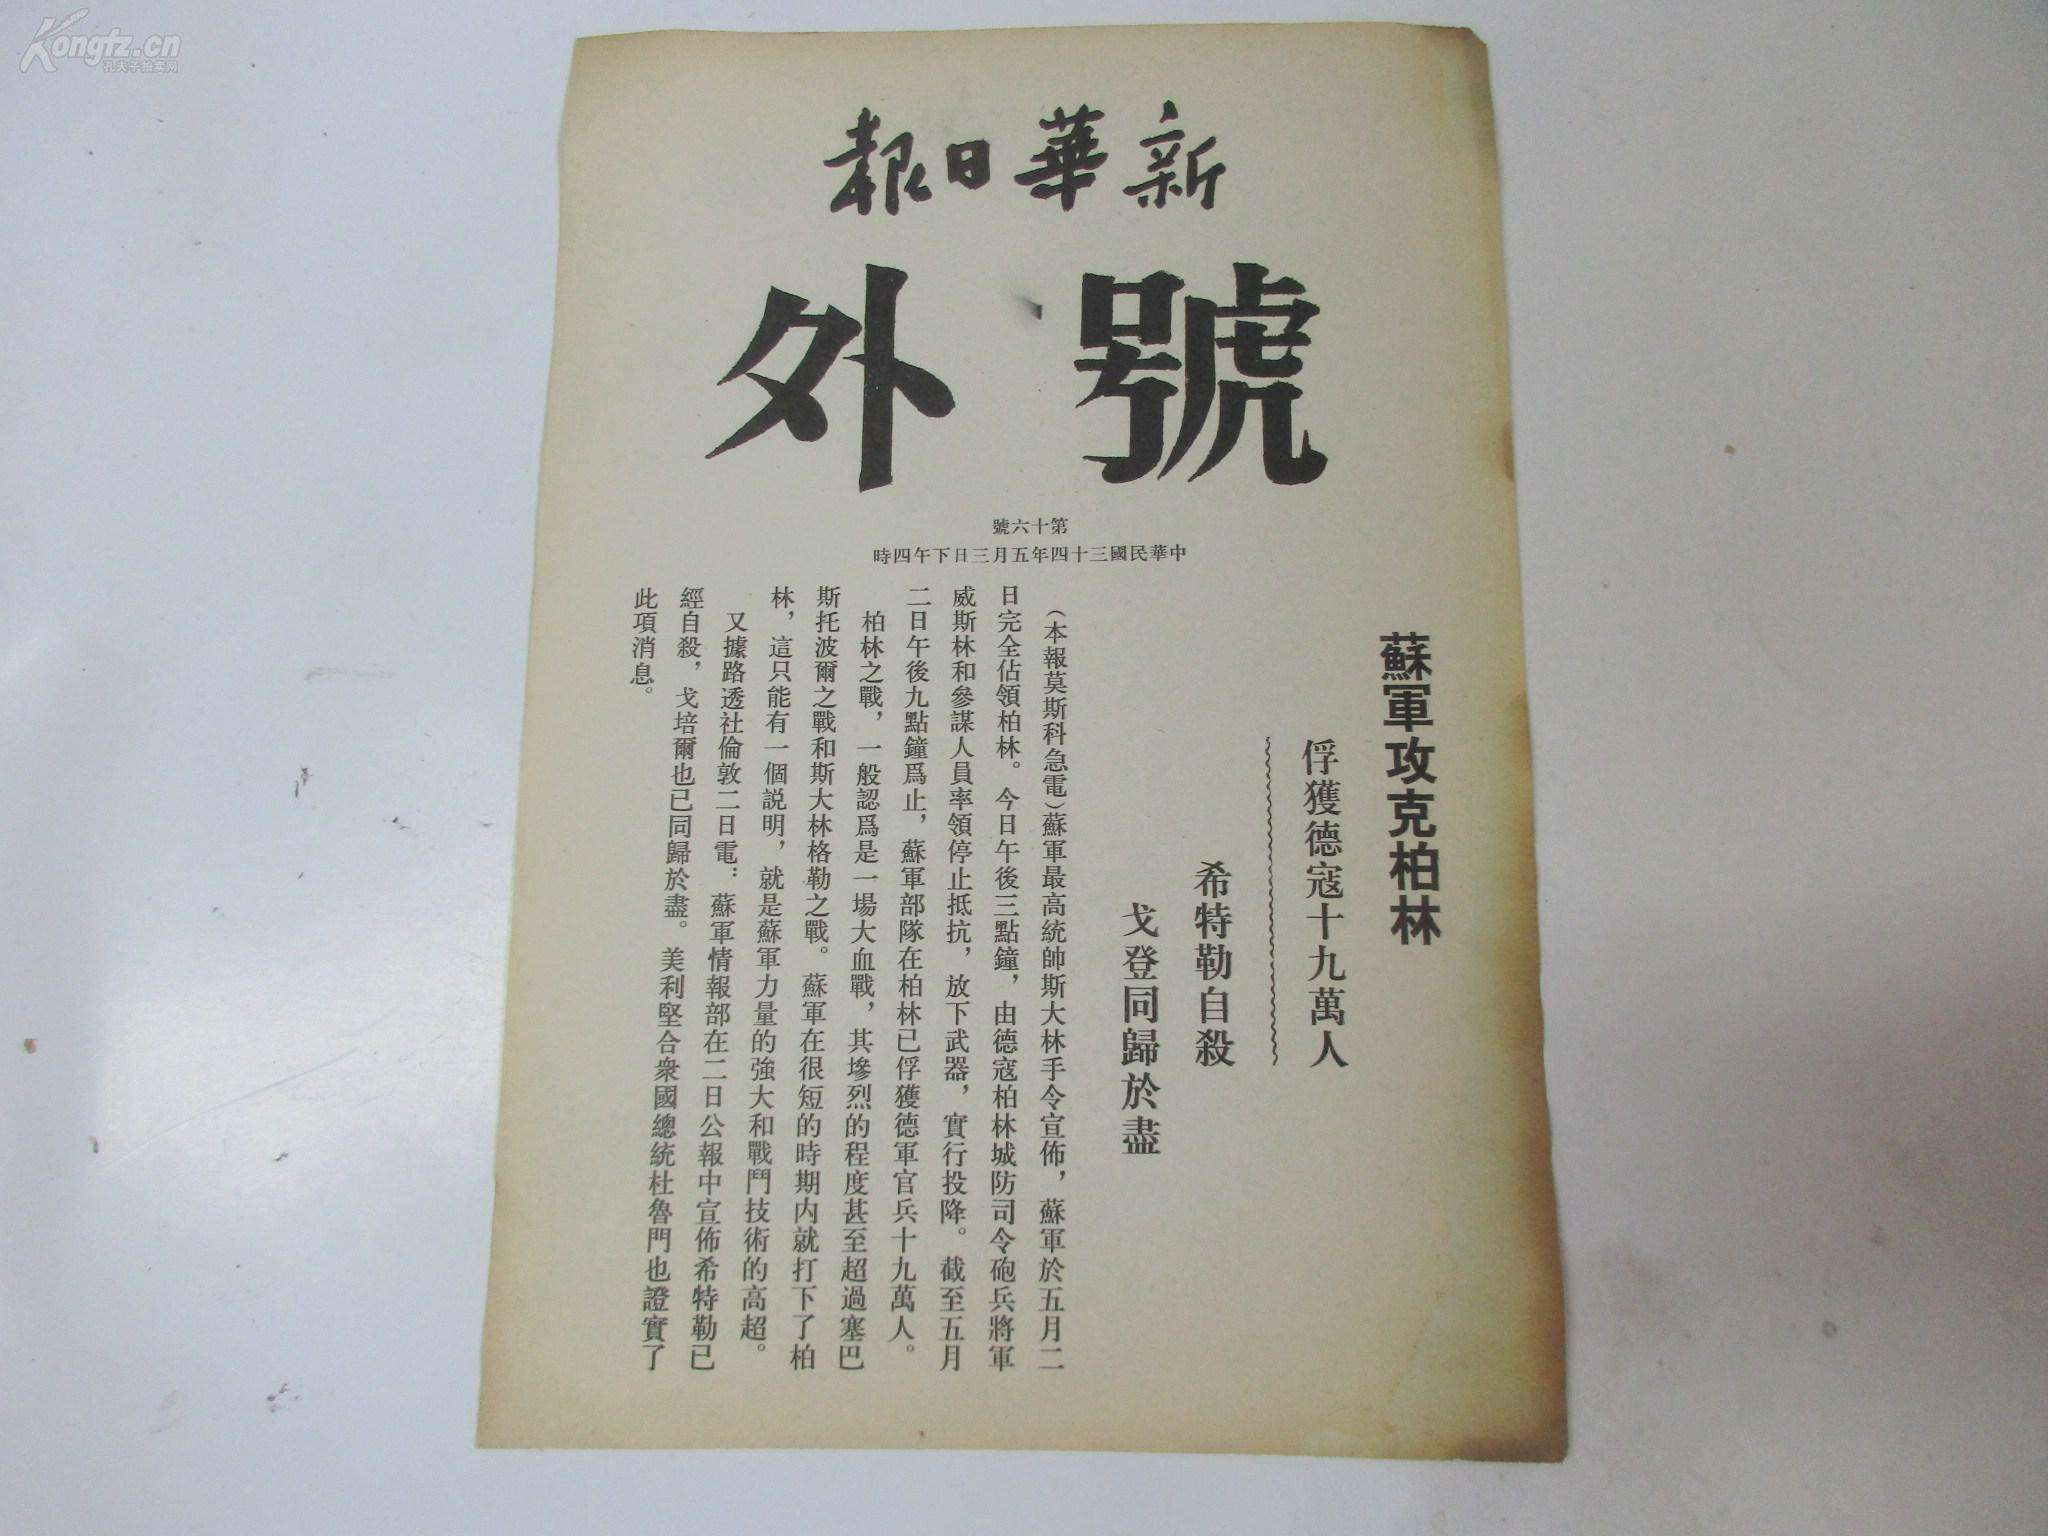 Kongfz.cn
孔夫子拍卖网
新華日報
號外
第十六號
中華民國三十四年五月三日下午四時
蘇軍攻克柏林
俘獲德寇十九萬人
希特勒自殺
戈登同歸於盡
（本報莫斯科急電）蘇軍最高統帥斯大林手令宣佈，蘇軍於五月二
日完全佔領柏林。今日午後三點鐘，由德寇柏林城防司令砲兵將軍
威斯林和參謀人員率領停止抵抗，放下武器，實行投降。截至五月
二日午後九點鐘爲止，蘇軍部隊在柏林已俘獲德軍官兵十九萬人。
柏林之戰，一般認爲是一場大血戰，其慘烈的程度甚至超過塞巴
斯托波爾之戰和斯大林格勒之戰。蘇軍在很短的時期内就打下了柏
林，這只能有一個説明，就是蘇軍力量的強大和戰鬥技術的高超。
又據路透社倫敦二日電：蘇軍情報部在二日公報中宣佈希特勒已
經自殺，戈培爾也已同歸於盡。美利堅合衆國總統杜魯門也證實了
此項消息。